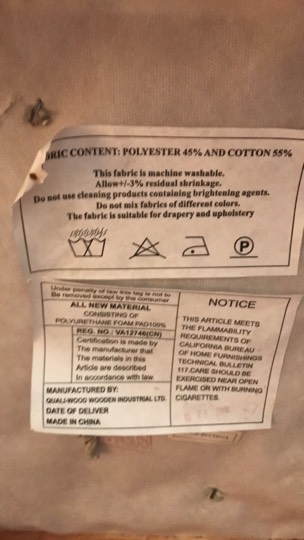 BRIC CONTENT: POLYESTER 45% AND COTTON 55%
This fabric is machine washable.
Allow+/-3% residual shrinkage.
Do not use cleaning products containing brightening agents.
Do not mix fabrics of different colors.
The fabric is suitable for drapery and upholstery
P
Under penalty of law this tag is not to
Be removed except by the consumer
ALL NEW MATERIAL
CONSISTING OF
POLYURETHANE FOAM PAD100%
REG. NO.: VA12746(CN)
Certification is made by
The manufacturer that
The materials in this
Article are described
In accordance with law
MANUFACTURED BY:
QUALI-WOOD WOODEN INDUSTRIAL LTD.
DATE OF DELIVER
MADE IN CHINA
NOTICE
THIS ARTICLE MEETS
THE FLAMMABILITY
REQUIREMENTS OF
CALIFORNIA BUREAU
OF HOME FURNISHINGS
TECHNICAL BULLETIN
117.CARE SHOULD BE
EXERCISED NEAR OPEN
FLAME OR WITH BURNING
CIGARETTES.